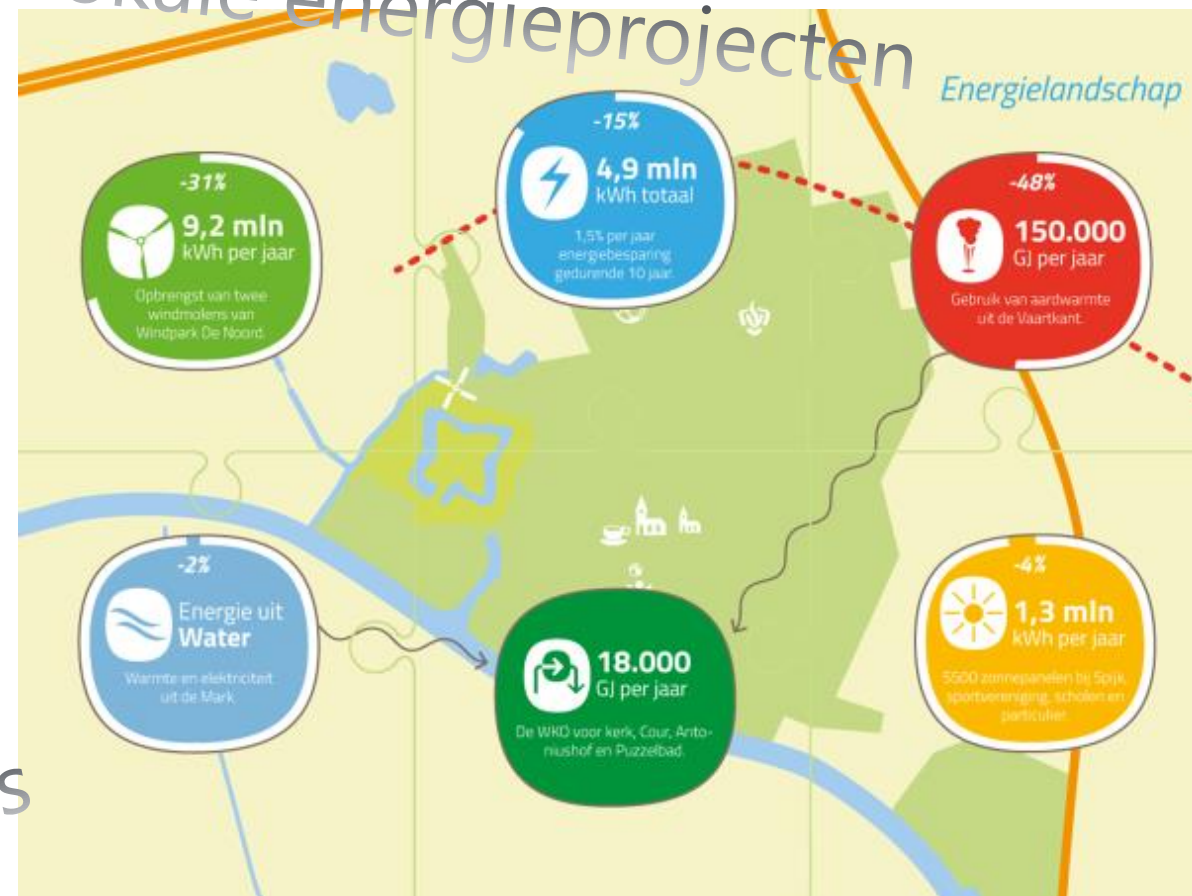 okale energieprojecten
Energielandschap
-31%
9,2 mln
kWh per jaar
Opbrengst van twee
windmolens van
Windpark De Noord.
-15%
4,9 mln
kWh totaal
1,5% per jaar
energiebesparing
gedurende 10 jaar.
-48%
150.000
GJ per jaar
Gebruik van aardwarmte
uit de Vaartkant.
-2%
Energie uit
Water
Warmte en elektriciteit
uit de Mark
18.000
GJ per jaar
De WKO voor kerk, Cour, Anto-
niushof en Puzzelbad.
-4%
1,3 mln
kWh per jaar
5500 zonnepanelen bij Spijk,
sportvereniging, scholen en
particulier.
s